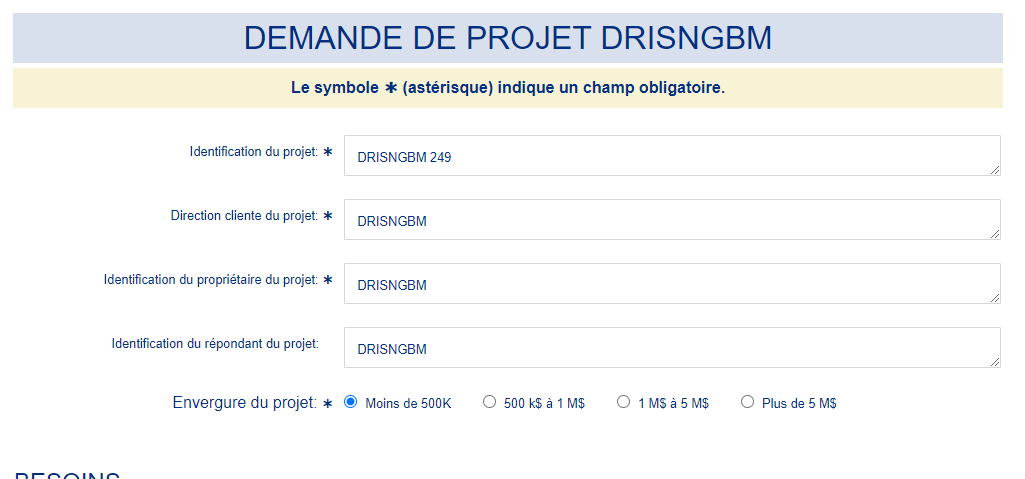 DEMANDE DE PROJET DRISNGBM
Le symbole * (astérisque) indique un champ obligatoire.
Identification du projet: * DRISNGBM 249
Direction cliente du projet: * DRISNGBM
Identification du propriétaire du projet: * DRISNGBM
Identification du répondant du projet: DRISNGBM
Envergure du projet: * Moins de 500K 500 k$ à 1 M$ 1 M$ à 5 M$ Plus de 5 M$
BESOINS